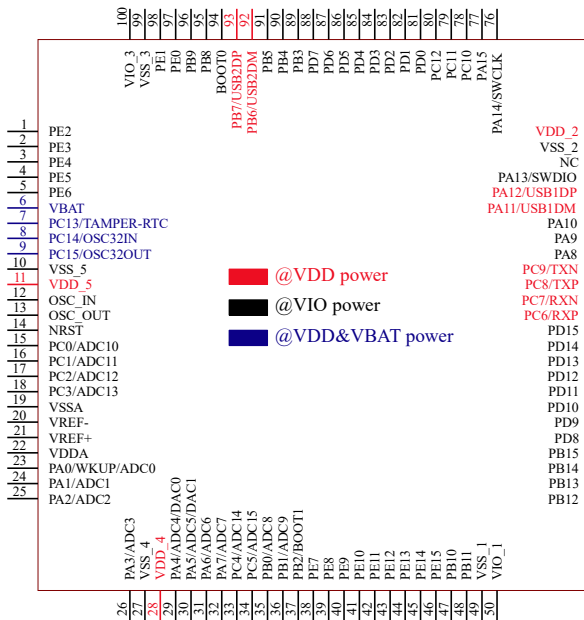 100
99
98
97
96
95
94
93
92
91
90
89
88
87
86
85
84
83
82
81
80
79
78
77
76
VIO_3
VSS_3
PE1
PE0
PB9
PB8
BOOT0
PB7/USB2DP
PB6/USB2DM
PB5
PB4
PB3
PD7
PD6
PD5
PD4
PD3
PD2
PD1
PD0
PC12
PC11
PC10
PA15
PA14/SWCLK
1 PE2
2 PE3
3 PE4
4 PE5
5 PE6
6 VBAT
7 PC13/TAMPER-RTC
8 PC14/OSC32IN
9 PC15/OSC32OUT
10 VSS_5
11 VDD_5
12 OSC_IN
13 OSC_OUT
14 NRST
15 PC0/ADC10
16 PC1/ADC11
17 PC2/ADC12
18 PC3/ADC13
19 VSSA
20 VREF-
21 VREF+
22 VDDA
23 PA0/WKUP/ADC0
24 PA1/ADC1
25 PA2/ADC2
@VDD power
@VIO power
@VDD&VBAT power
VDD_2
VSS_2
NC
PA13/SWDIO
PA12/USB1DP
PA11/USB1DM
PA10
PA9
PA8
PC9/TXN
PC8/TXP
PC7/RXN
PC6/RXP
PD15
PD14
PD13
PD12
PD11
PD10
PD9
PD8
PB15
PB14
PB13
PB12
PA3/ADC3
VSS_4
VDD_4
PA4/ADC4/DAC0
PA5/ADC5/DAC1
PA6/ADC6
PA7/ADC7
PC4/ADC14
PC5/ADC15
PB0/ADC8
PB1/ADC9
PB2/BOOT1
PE7
PE8
PE9
PE10
PE11
PE12
PE13
PE14
PE15
PB10
PB11
VSS_1
VIO_1
26
27
28
29
30
31
32
33
34
35
36
37
38
39
40
41
42
43
44
45
46
47
48
49
50